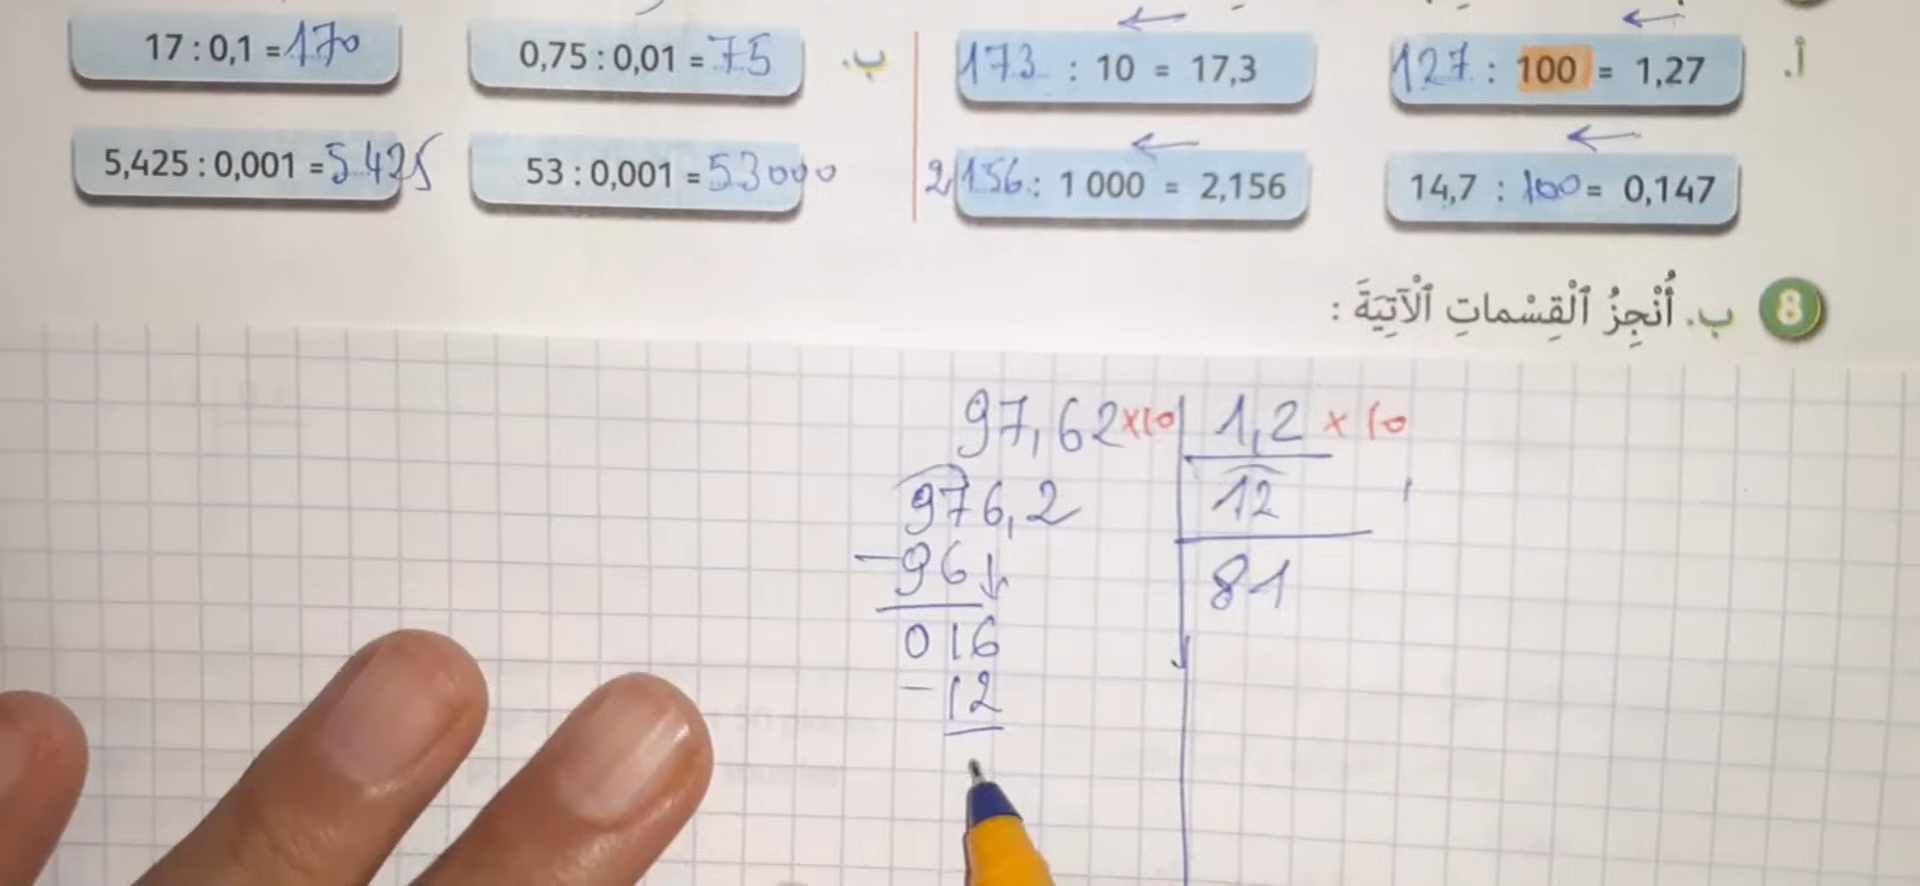 أ. 127 : 100 = 1,27
173 : 10 = 17,3
ب. 0,75 : 0,01 = 75
17 : 0,1 = 170
14,7 : 100 = 0,147
2156 : 1 000 = 2,156
53 : 0,001 = 53000
5,425 : 0,001 = 5425
8 ب. أُنْجِزُ ٱلْقِسْماتِ ٱلْآتِيَةَ :
97,62 ×10 1,2 × 10
976,2 12
-96 81
016
-12